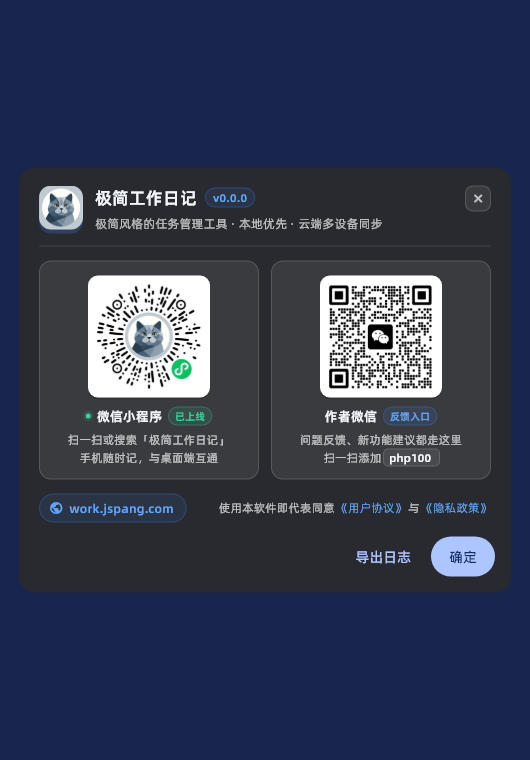 极简工作日记 v0.0.0
极简风格的任务管理工具 · 本地优先 · 云端多设备同步
微信小程序 已上线
扫一扫或搜索「极简工作日记」
手机随时记，与桌面端互通
作者微信 反馈入口
问题反馈、新功能建议都走这里
扫一扫添加 php100
work.jspang.com
使用本软件即代表同意《用户协议》与《隐私政策》
导出日志 确定